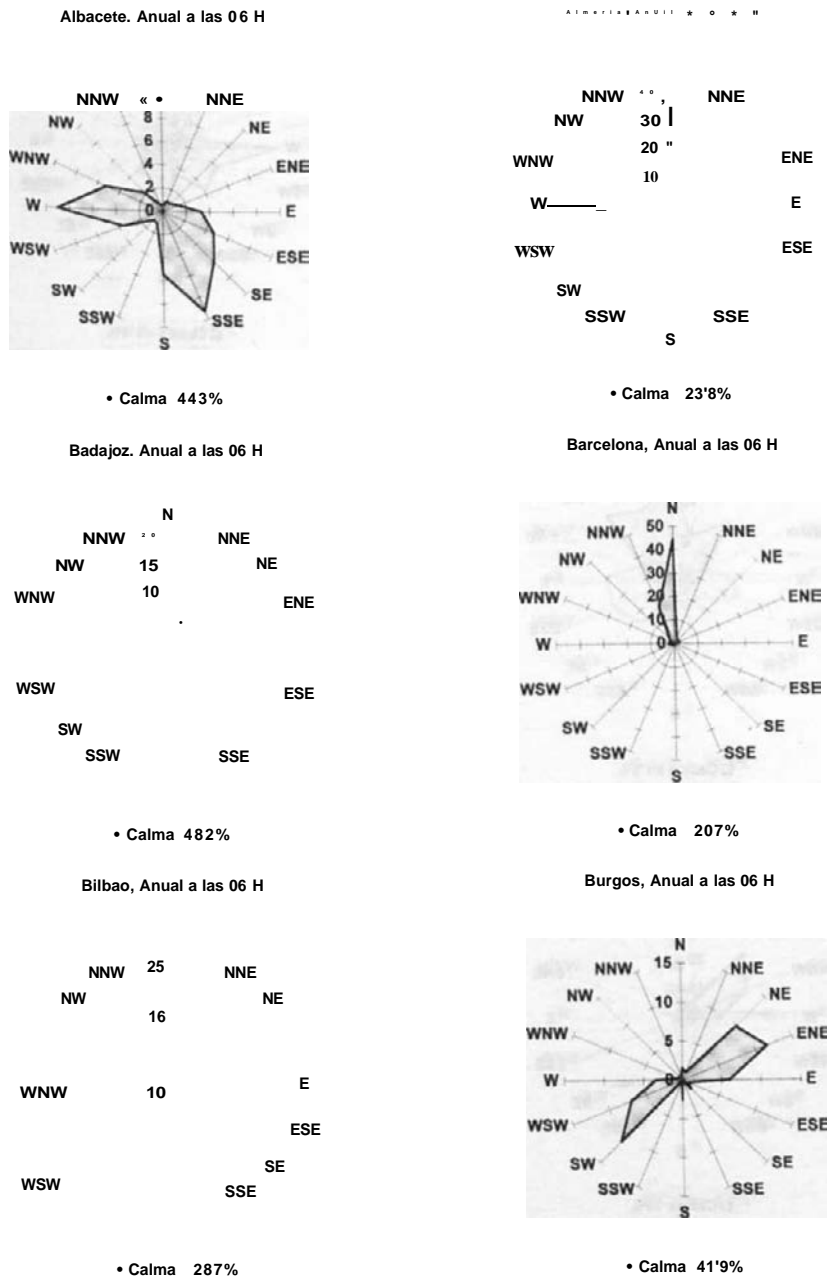 Albacete. Anual a las 06 H
NNW « • NNE
8
NW NE
6
WNW 4 ENE
2
W 0 E
WSW ESE
SW SE
SSW SSE
S
• Calma 443%
Almeria
NNW 40, NNE
NW 30
20 "
WNW ENE
10
W E
WSW ESE
SW
SSW SSE
S
• Calma 23'8%
Badajoz. Anual a las 06 H
N
NNW 20 NNE
NW 15 NE
WNW 10 ENE
WSW ESE
SW
SSW SSE
• Calma 482%
Barcelona, Anual a las 06 H
N
50
NNW NNE
40
NW NE
30
WNW 20 ENE
10
W 0 E
WSW ESE
SW SE
SSW SSE
S
• Calma 207%
Bilbao, Anual a las 06 H
25
NNW NNE
NW NE
16
WNW 10 E
ESE
SE
WSW SSE
• Calma 287%
Burgos, Anual a las 06 H
N
15
NNW NNE
NW 10 NE
WNW 5 ENE
W 0 E
WSW ESE
SW SE
SSW SSE
S
• Calma 41'9%